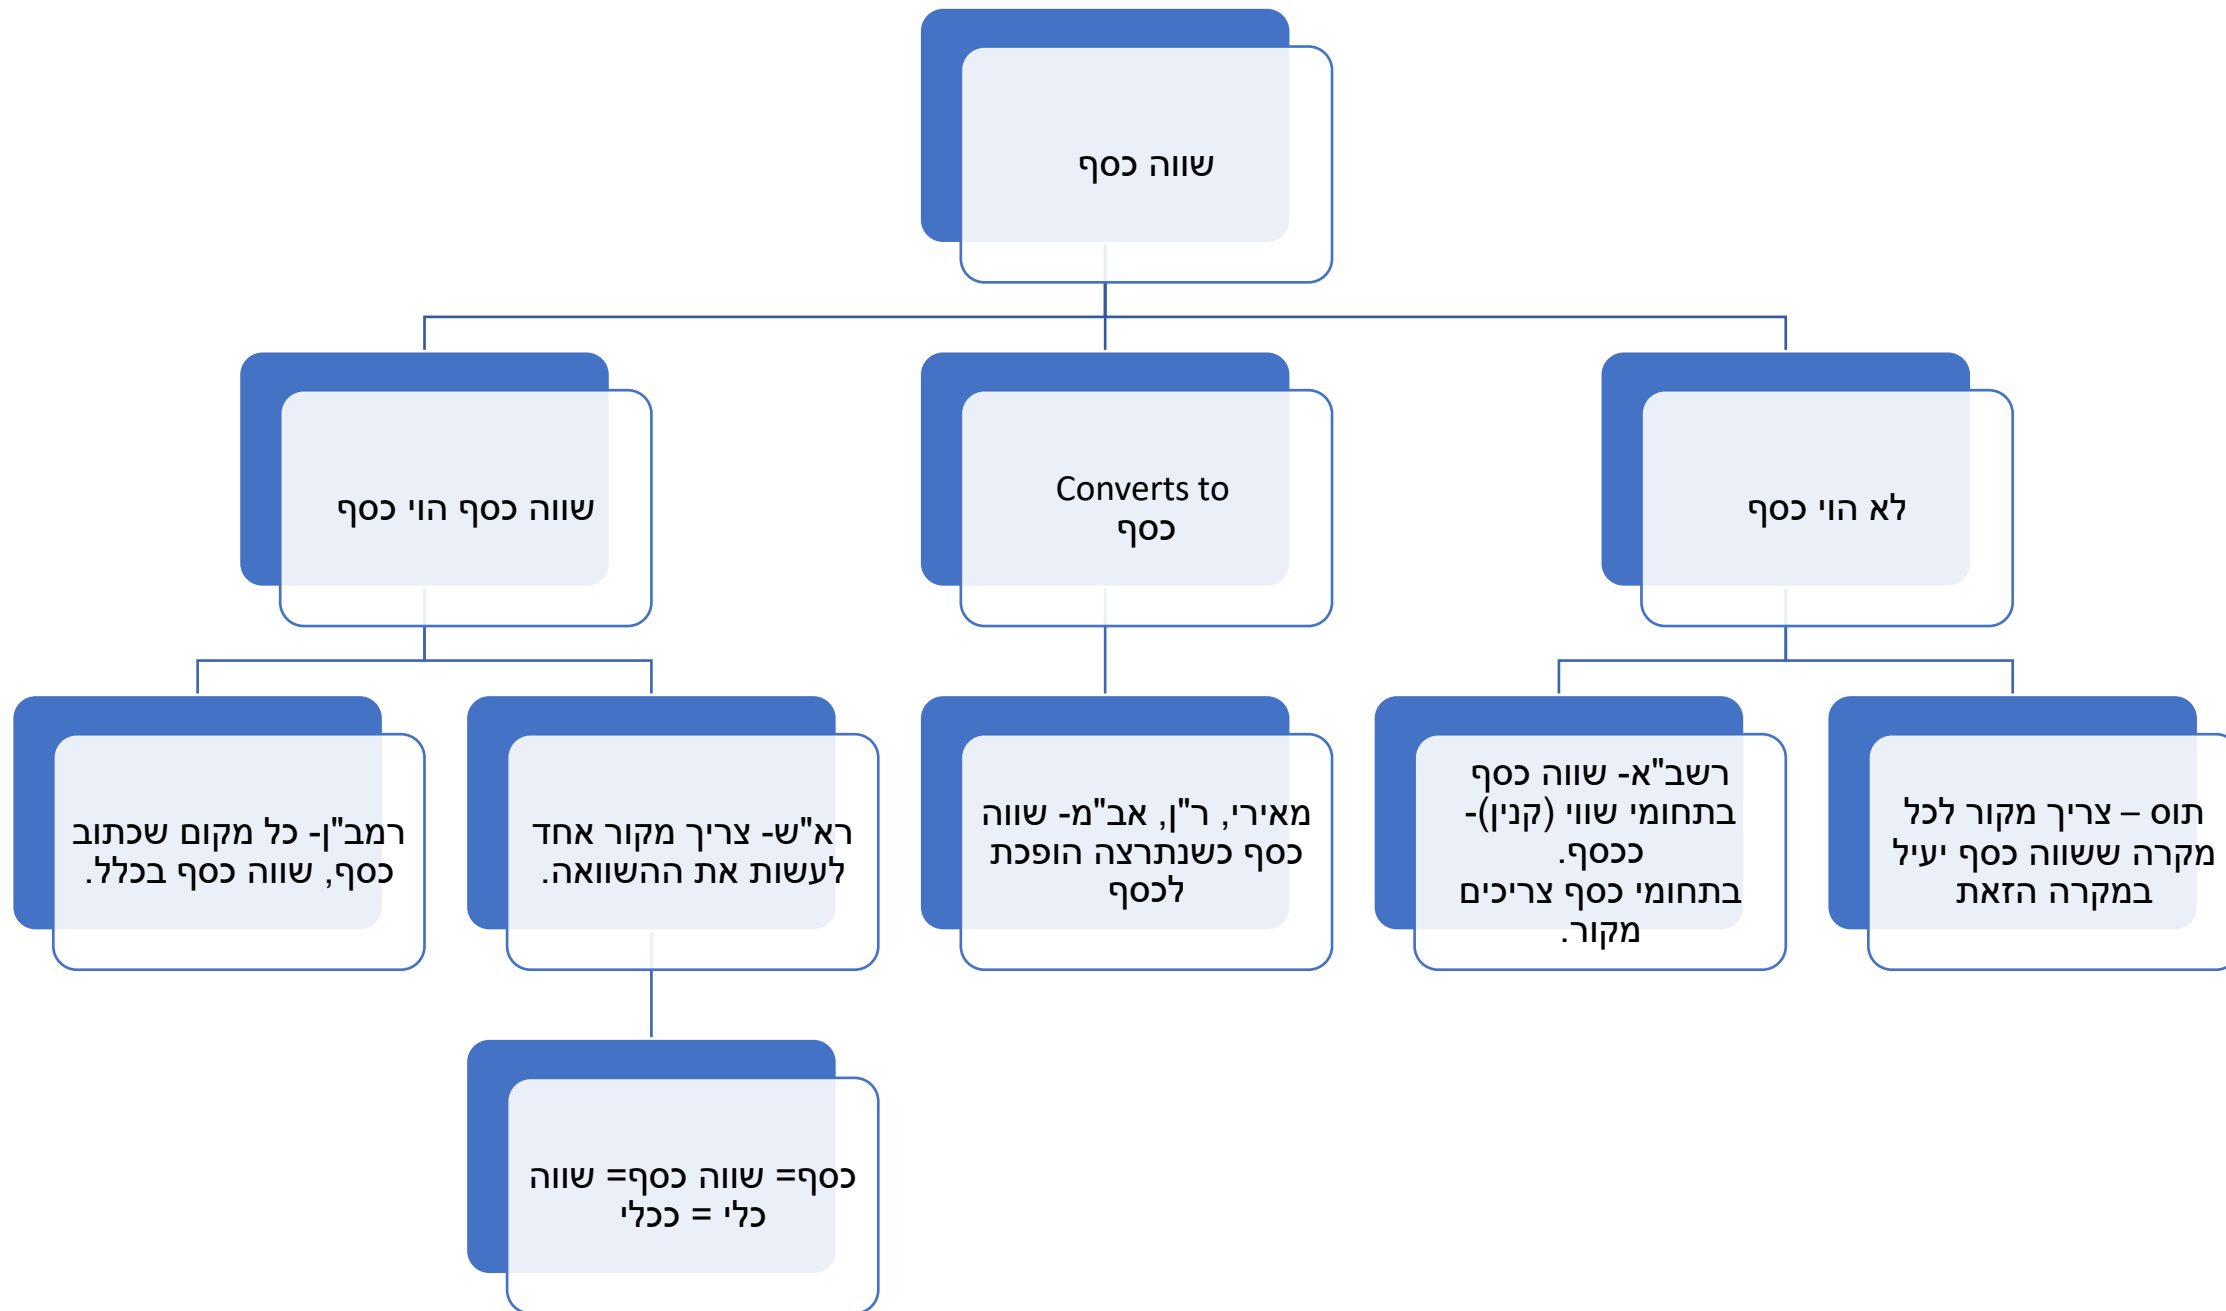 שווה כסף
לא הוי כסף
Converts to
כסף
שווה כסף הוי כסף
תוס – צריך מקור לכל
מקרה ששווה כסף יעיל
במקרה הזאת
רשב"א- שווה כסף
בתחומי שווי (קנין)-
ככסף.
בתחומי כסף צריכים
מקור.
מאירי, ר"ן, אב"מ- שווה
כסף כשנתרצה הופכת
לכסף
רא"ש- צריך מקור אחד
לעשות את ההשוואה.
רמב"ן- כל מקום שכתוב
כסף, שווה כסף בכלל.
כסף= שווה כסף= שווה
כלי = ככלי